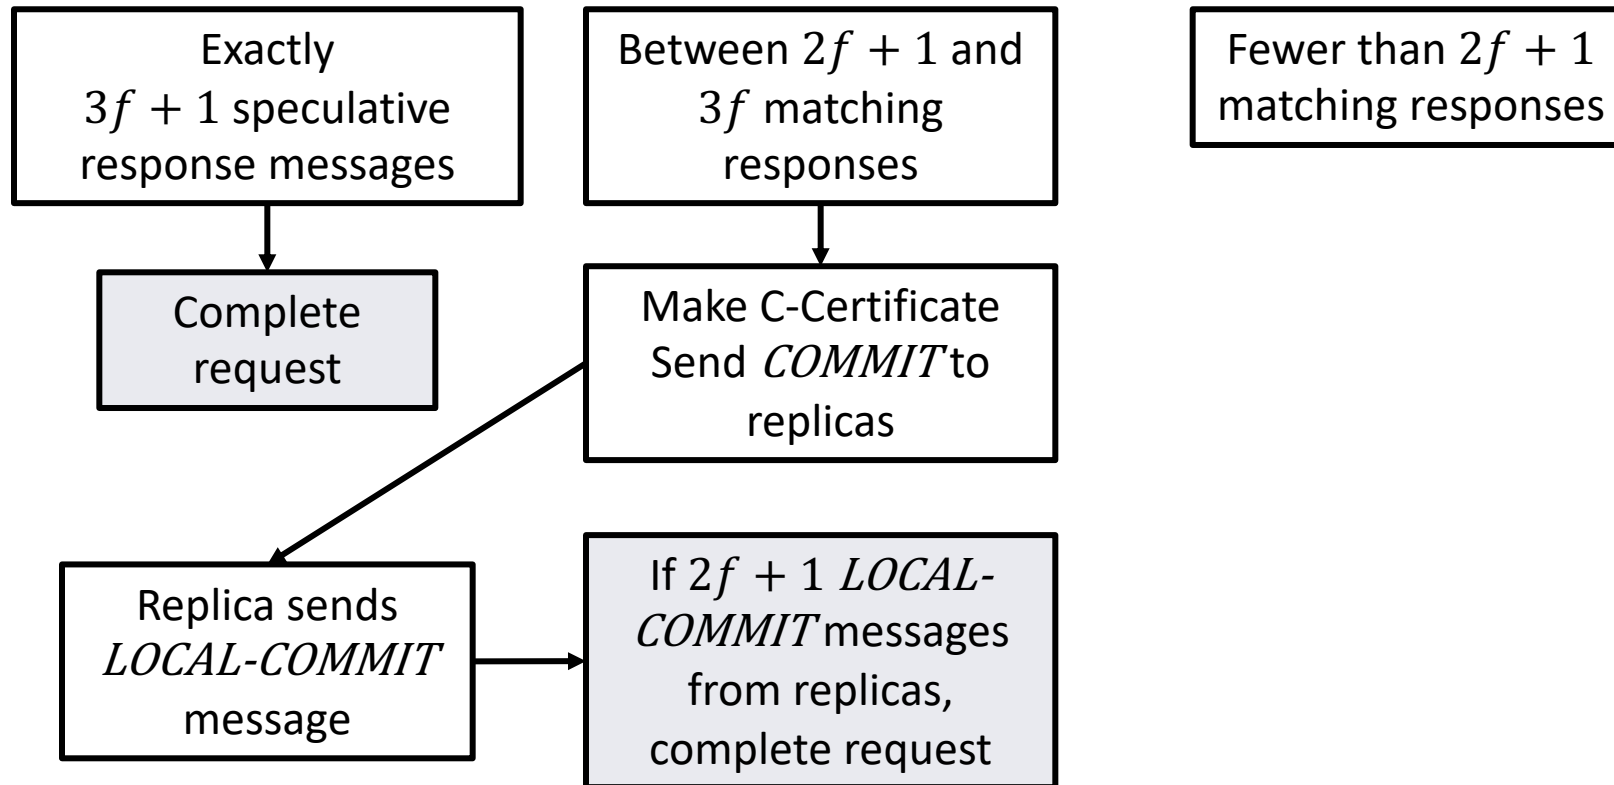 Exactly
3f + 1 speculative
response messages
Between 2f + 1 and
3f matching
responses
Fewer than 2f + 1
matching responses
Complete
request
Make C-Certificate
Send COMMIT to
replicas
Replica sends
LOCAL-COMMIT
message
If 2f + 1 LOCAL-
COMMIT messages
from replicas,
complete request